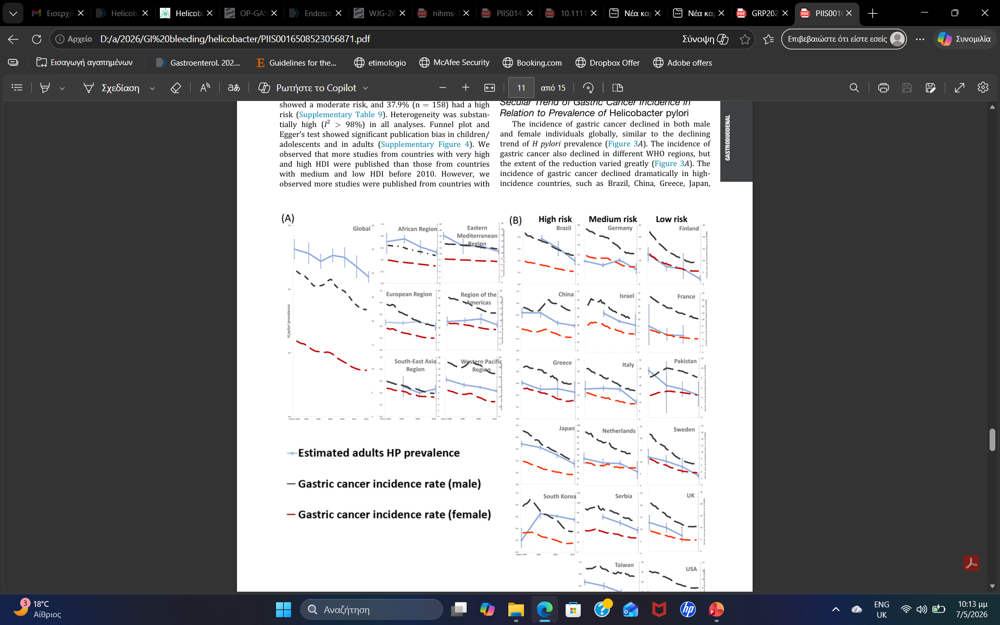 Εισερχό
Helicob
Helicob
OP-GAS
Endosco
WJG-26
nihms-
PIIS014
10.1111
Νέα κα
Νέα κα
GRP202
PIIS001
Αρχείο D:/a/2026/GI%20bleeding/helicobacter/PIIS0016508523056871.pdf
Σύνοψη
Επιβεβαιώστε ότι είστε εσείς
Συνομιλία
Εισαγωγή αγαπημένων
Gastroenterol. 202...
Guidelines for the...
etimologio
McAfee Security
Booking.com
Dropbox Offer
Adobe offers
Σχεδίαση
Ρωτήστε το Copilot
11 από 15
showed a moderate risk, and 37.9% (n = 158) had a high
risk (Supplementary Table 9). Heterogeneity was substan-
tially high (I² > 98%) in all analyses. Funnel plot and
Egger's test showed significant publication bias in children/
adolescents and in adults (Supplementary Figure 4). We
observed that more studies from countries with very high
and high HDI were published than those from countries
with medium and low HDI before 2010. However, we
observed more studies were published from countries with
Secular Trend of Gastric Cancer Incidence in
Relation to Prevalence of Helicobacter pylori
The incidence of gastric cancer declined in both male
and female individuals globally, similar to the declining
trend of H pylori prevalence (Figure 3A). The incidence of
gastric cancer also declined in different WHO regions, but
the extent of the reduction varied greatly (Figure 3A). The
incidence of gastric cancer declined dramatically in high-
incidence countries, such as Brazil, China, Greece, Japan,
GASTRODUODENAL
(A)
Global
African Region
Eastern
Mediterranean
Region
European Region
Region of the
Americas
South-East Asia
Region
Western Pacific
Region
H.pylori prevalence
Estimated adults HP prevalence
Gastric cancer incidence rate (male)
Gastric cancer incidence rate (female)
(B)
High risk
Medium risk
Low risk
Brazil
Germany
Finland
China
Israel
France
Greece
Italy
Pakistan
Japan
Netherlands
Sweden
South Korea
Serbia
UK
Taiwan
USA
3
18°C
Αίθριος
Αναζήτηση
ENG
UK
10:13 μμ
7/5/2026